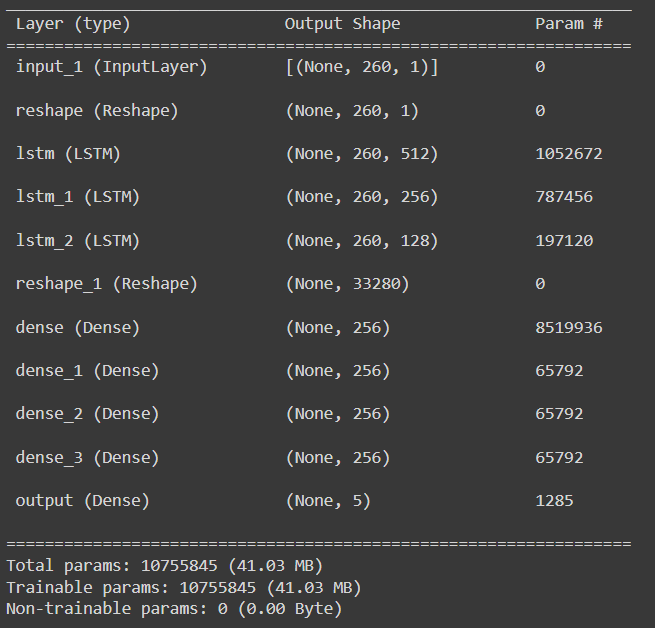 Layer (type) Output Shape Param #
=================================================================
input_1 (InputLayer) [(None, 260, 1)] 0
reshape (Reshape) (None, 260, 1) 0
lstm (LSTM) (None, 260, 512) 1052672
lstm_1 (LSTM) (None, 260, 256) 787456
lstm_2 (LSTM) (None, 260, 128) 197120
reshape_1 (Reshape) (None, 33280) 0
dense (Dense) (None, 256) 8519936
dense_1 (Dense) (None, 256) 65792
dense_2 (Dense) (None, 256) 65792
dense_3 (Dense) (None, 256) 65792
output (Dense) (None, 5) 1285
=================================================================
Total params: 10755845 (41.03 MB)
Trainable params: 10755845 (41.03 MB)
Non-trainable params: 0 (0.00 Byte)